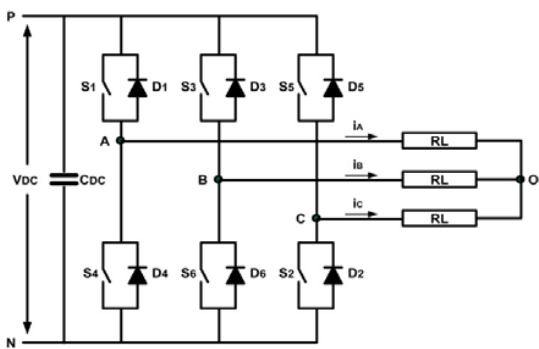 P
S1 D1 S3 D3 S5 D5
iA
A RL
iB
VDC CDC B RL O
iC
C RL
S4 D4 S6 D6 S2 D2
N